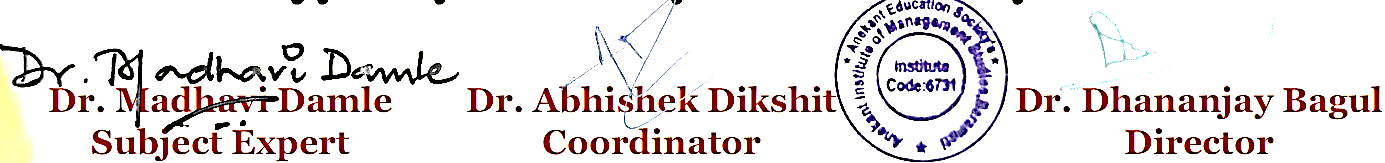 Dr. Madhavi Damle
Dr. Madhavi Damle
Subject Expert
Dr. Abhishek Dikshit
Coordinator
Anekant Education Society's
Anekant Institute of Management Studies, Baramati
Institute
Code:6731
Dr. Dhananjay Bagul
Director